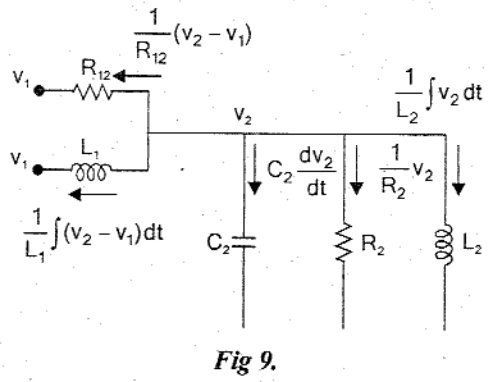 1/R₁₂ (v₂ – v₁)
v₁
R₁₂
v₁
L₁
1/L₁ ∫(v₂ – v₁)dt
v₂
C₂ dv₂/dt
1/R₂ v₂
1/L₂ ∫v₂ dt
C₂
R₂
L₂
Fig 9.